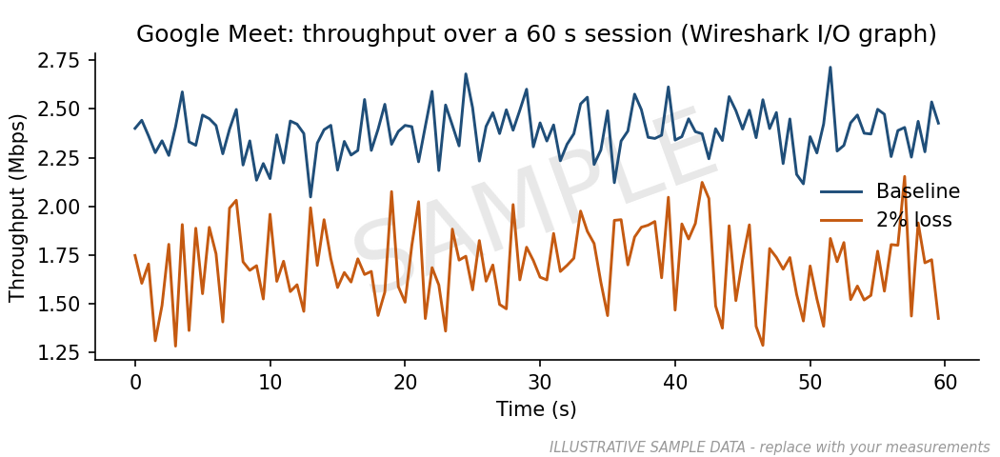 Google Meet: throughput over a 60 s session (Wireshark I/O graph)
Throughput (Mbps)
2.75
2.50
2.25
2.00
1.75
1.50
1.25
SAMPLE
Baseline
2% loss
0 10 20 30 40 50 60
Time (s)
ILLUSTRATIVE SAMPLE DATA - replace with your measurements